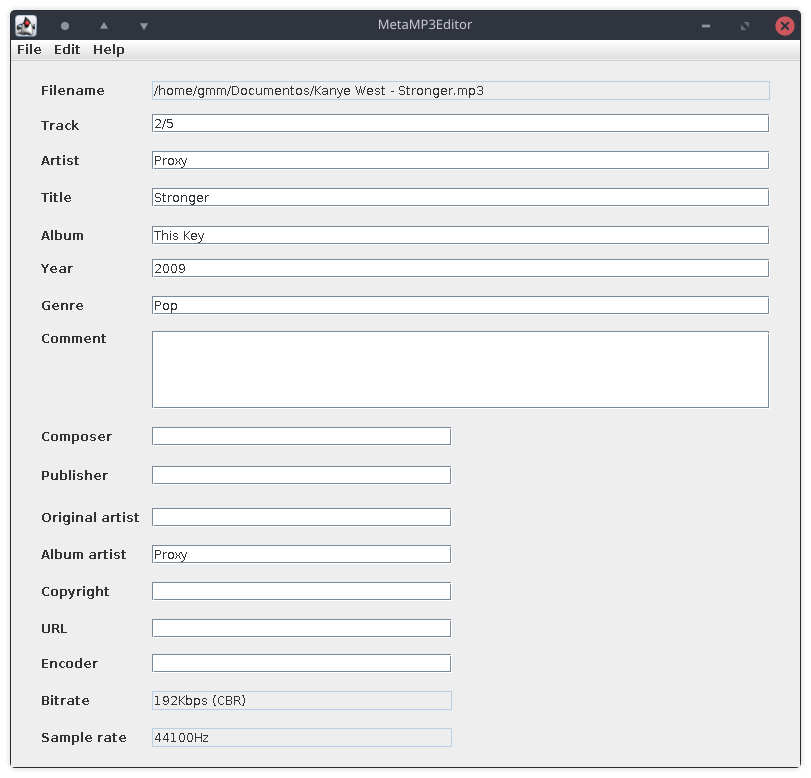 MetaMP3Editor
File Edit Help
Filename /home/gmm/Documentos/Kanye West - Stronger.mp3
Track 2/5
Artist Proxy
Title Stronger
Album This Key
Year 2009
Genre Pop
Comment
Composer
Publisher
Original artist
Album artist Proxy
Copyright
URL
Encoder
Bitrate 192Kbps (CBR)
Sample rate 44100Hz